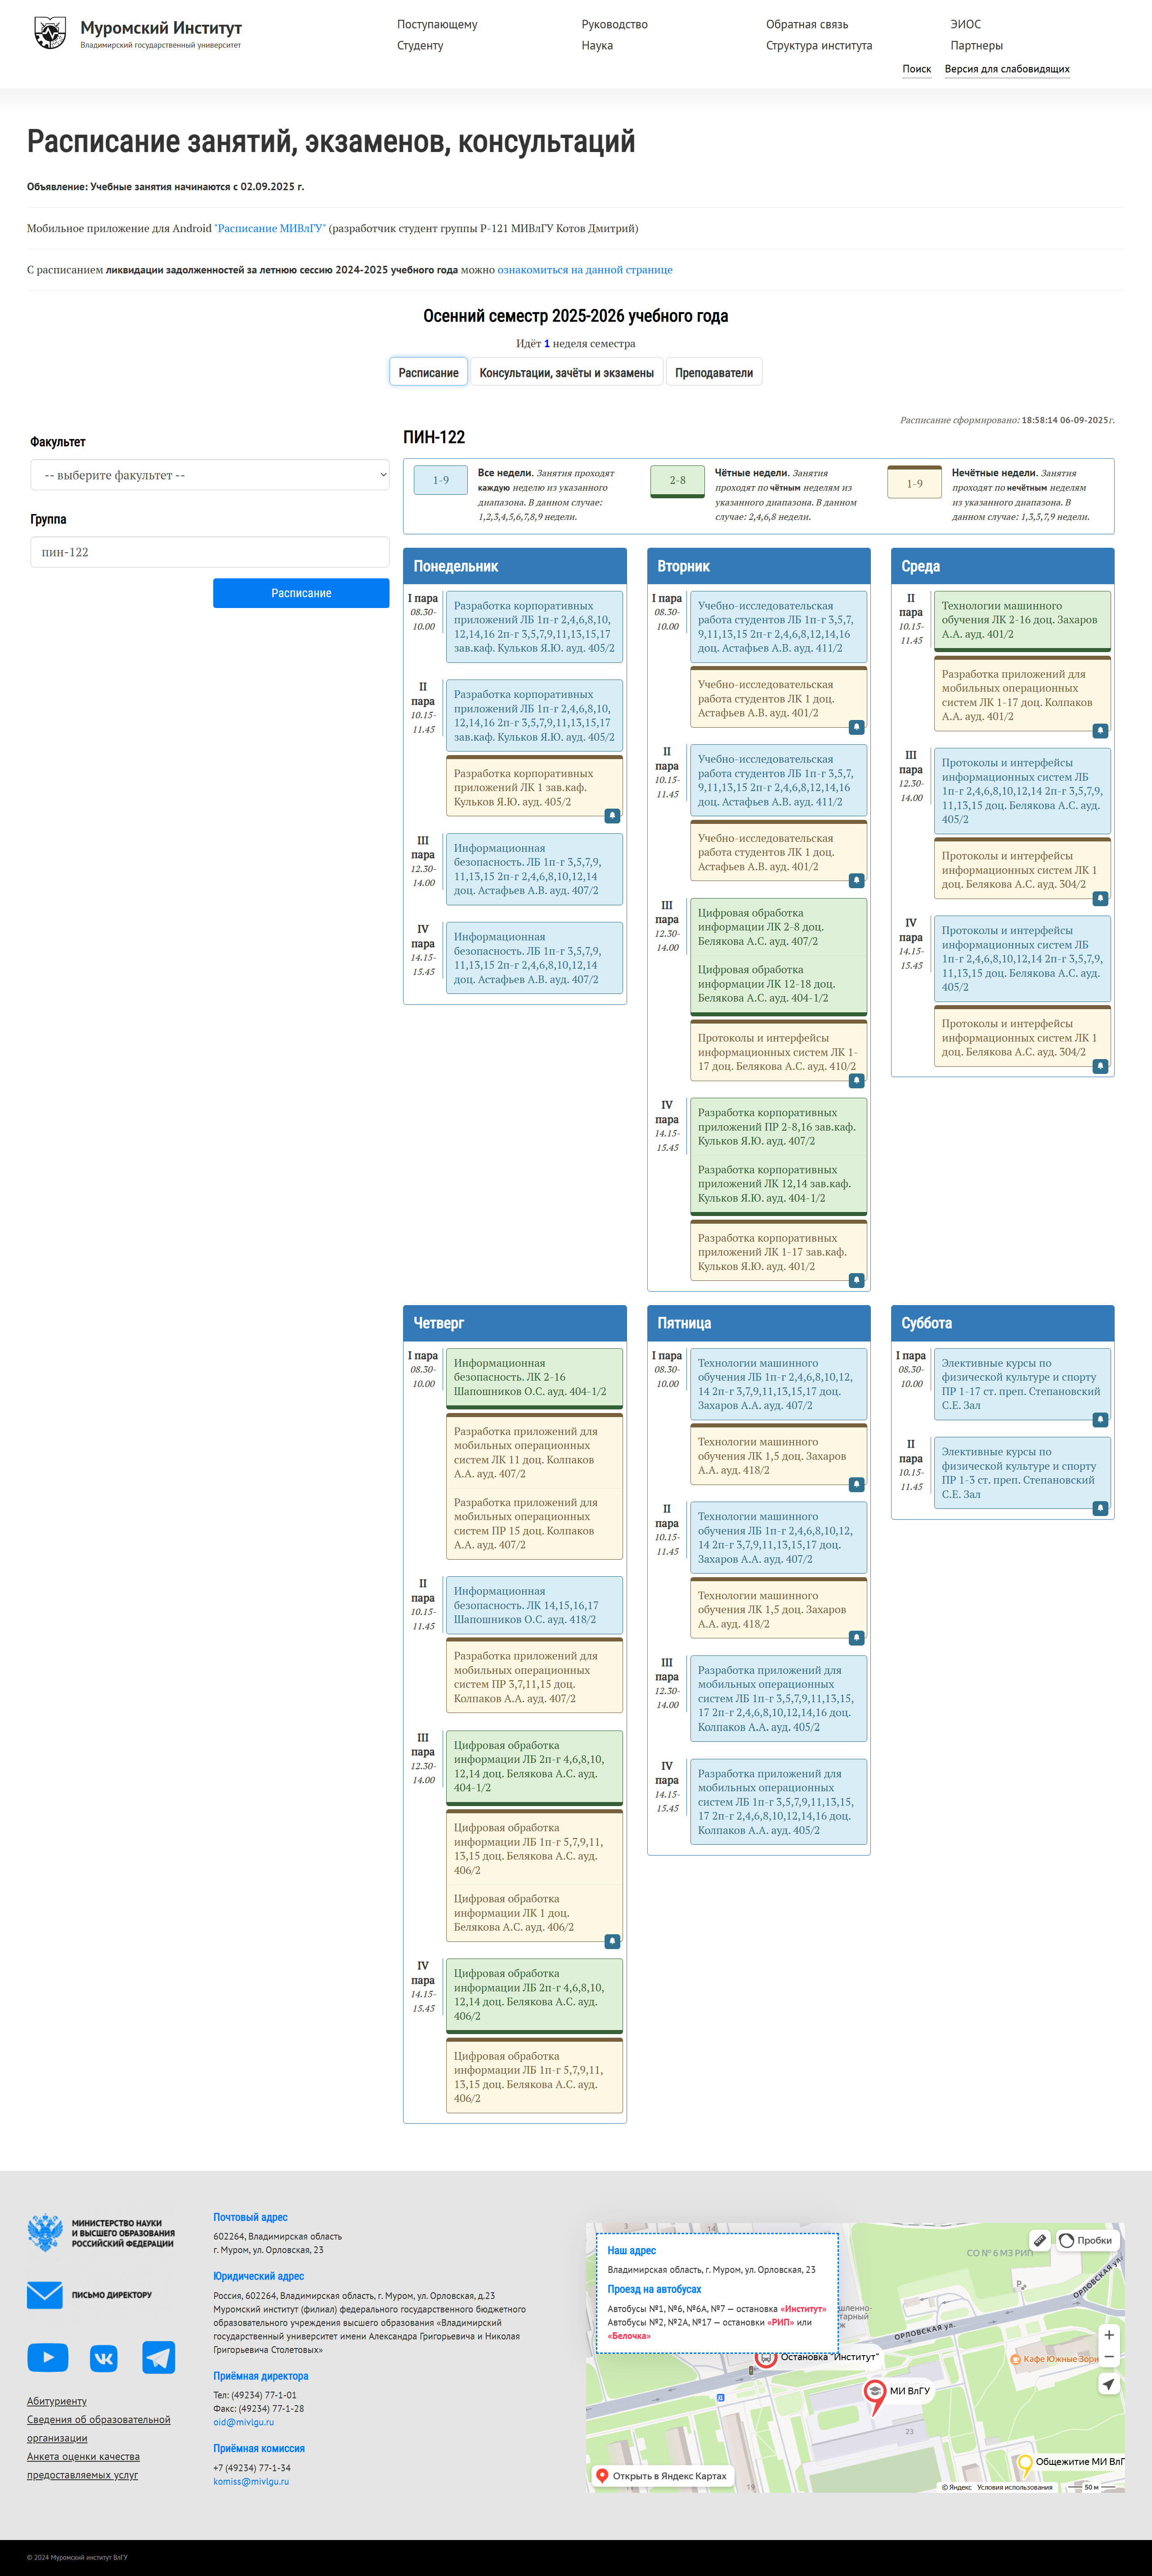 Муромский Институт
Владимирский государственный университет
Поступающему
Руководство
Обратная связь
ЭИОС
Студенту
Наука
Структура института
Партнеры
Поиск
Версия для слабовидящих
Расписание занятий, экзаменов, консультаций
Объявление: Учебные занятия начинаются с 02.09.2025 г.
Мобильное приложение для Android "Расписание МИВлГУ" (разработчик студент группы Р-121 МИВлГУ Котов Дмитрий)
С расписанием ликвидации задолженностей за летнюю сессию 2024-2025 учебного года можно ознакомиться на данной странице
Осенний семестр 2025-2026 учебного года
Идёт 1 неделя семестра
Расписание
Консультации, зачёты и экзамены
Преподаватели
Факультет
-- выберите факультет --
Группа
пин-122
Расписание
Расписание сформировано: 18:58:14 06-09-2025г.
ПИН-122
1-9
Все недели. Занятия проходят
каждую неделю из указанного
диапазона. В данном случае:
1,2,3,4,5,6,7,8,9 недели.
2-8
Чётные недели. Занятия
проходят по чётным неделям из
указанного диапазона. В данном
случае: 2,4,6,8 недели.
1-9
Нечётные недели. Занятия
проходят по нечётным неделям
из указанного диапазона. В
данном случае: 1,3,5,7,9 недели.
Понедельник
I пара
08.30-
10.00
Разработка корпоративных
приложений ЛБ 1п-г 2,4,6,8,10,
12,14,16 2п-г 3,5,7,9,11,13,15,17
зав.каф. Кульков Я.Ю. ауд. 405/2
II
пара
10.15-
11.45
Разработка корпоративных
приложений ЛБ 1п-г 2,4,6,8,10,
12,14,16 2п-г 3,5,7,9,11,13,15,17
зав.каф. Кульков Я.Ю. ауд. 405/2
Разработка корпоративных
приложений ЛК 1 зав.каф.
Кульков Я.Ю. ауд. 405/2
III
пара
12.30-
14.00
Информационная
безопасность. ЛБ 1п-г 3,5,7,9,
11,13,15 2п-г 2,4,6,8,10,12,14
доц. Астафьев А.В. ауд. 407/2
IV
пара
14.15-
15.45
Информационная
безопасность. ЛБ 1п-г 3,5,7,9,
11,13,15 2п-г 2,4,6,8,10,12,14
доц. Астафьев А.В. ауд. 407/2
Вторник
I пара
08.30-
10.00
Учебно-исследовательская
работа студентов ЛБ 1п-г 3,5,7,
9,11,13,15 2п-г 2,4,6,8,12,14,16
доц. Астафьев А.В. ауд. 411/2
Учебно-исследовательская
работа студентов ЛК 1 доц.
Астафьев А.В. ауд. 401/2
II
пара
10.15-
11.45
Учебно-исследовательская
работа студентов ЛБ 1п-г 3,5,7,
9,11,13,15 2п-г 2,4,6,8,12,14,16
доц. Астафьев А.В. ауд. 411/2
Учебно-исследовательская
работа студентов ЛК 1 доц.
Астафьев А.В. ауд. 401/2
III
пара
12.30-
14.00
Цифровая обработка
информации ЛК 2-8 доц.
Белякова А.С. ауд. 407/2
Цифровая обработка
информации ЛК 12-18 доц.
Белякова А.С. ауд. 404-1/2
Протоколы и интерфейсы
информационных систем ЛК 1-
17 доц. Белякова А.С. ауд. 410/2
IV
пара
14.15-
15.45
Разработка корпоративных
приложений ПР 2-8,16 зав.каф.
Кульков Я.Ю. ауд. 407/2
Разработка корпоративных
приложений ЛК 12,14 зав.каф.
Кульков Я.Ю. ауд. 404-1/2
Разработка корпоративных
приложений ЛК 1-17 зав.каф.
Кульков Я.Ю. ауд. 401/2
Среда
II
пара
10.15-
11.45
Технологии машинного
обучения ЛК 2-16 доц. Захаров
А.А. ауд. 401/2
Разработка приложений для
мобильных операционных
систем ЛК 1-17 доц. Колпаков
А.А. ауд. 401/2
III
пара
12.30-
14.00
Протоколы и интерфейсы
информационных систем ЛБ
1п-г 2,4,6,8,10,12,14 2п-г 3,5,7,9,
11,13,15 доц. Белякова А.С. ауд.
405/2
Протоколы и интерфейсы
информационных систем ЛК 1
доц. Белякова А.С. ауд. 304/2
IV
пара
14.15-
15.45
Протоколы и интерфейсы
информационных систем ЛБ
1п-г 2,4,6,8,10,12,14 2п-г 3,5,7,9,
11,13,15 доц. Белякова А.С. ауд.
405/2
Протоколы и интерфейсы
информационных систем ЛК 1
доц. Белякова А.С. ауд. 304/2
Четверг
I пара
08.30-
10.00
Информационная
безопасность. ЛК 2-16
Шапошников О.С. ауд. 404-1/2
Разработка приложений для
мобильных операционных
систем ЛК 11 доц. Колпаков
А.А. ауд. 407/2
Разработка приложений для
мобильных операционных
систем ПР 15 доц. Колпаков
А.А. ауд. 407/2
II
пара
10.15-
11.45
Информационная
безопасность. ЛК 14,15,16,17
Шапошников О.С. ауд. 418/2
Разработка приложений для
мобильных операционных
систем ПР 3,7,11,15 доц.
Колпаков А.А. ауд. 407/2
III
пара
12.30-
14.00
Цифровая обработка
информации ЛБ 2п-г 4,6,8,10,
12,14 доц. Белякова А.С. ауд.
404-1/2
Цифровая обработка
информации ЛБ 1п-г 5,7,9,11,
13,15 доц. Белякова А.С. ауд.
406/2
Цифровая обработка
информации ЛК 1 доц.
Белякова А.С. ауд. 406/2
IV
пара
14.15-
15.45
Цифровая обработка
информации ЛБ 2п-г 4,6,8,10,
12,14 доц. Белякова А.С. ауд.
406/2
Цифровая обработка
информации ЛБ 1п-г 5,7,9,11,
13,15 доц. Белякова А.С. ауд.
406/2
Пятница
I пара
08.30-
10.00
Технологии машинного
обучения ЛБ 1п-г 2,4,6,8,10,12,
14 2п-г 3,7,9,11,13,15,17 доц.
Захаров А.А. ауд. 407/2
Технологии машинного
обучения ЛК 1,5 доц. Захаров
А.А. ауд. 418/2
II
пара
10.15-
11.45
Технологии машинного
обучения ЛБ 1п-г 2,4,6,8,10,12,
14 2п-г 3,7,9,11,13,15,17 доц.
Захаров А.А. ауд. 407/2
Технологии машинного
обучения ЛК 1,5 доц. Захаров
А.А. ауд. 418/2
III
пара
12.30-
14.00
Разработка приложений для
мобильных операционных
систем ЛБ 1п-г 3,5,7,9,11,13,15,
17 2п-г 2,4,6,8,10,12,14,16 доц.
Колпаков А.А. ауд. 405/2
IV
пара
14.15-
15.45
Разработка приложений для
мобильных операционных
систем ЛБ 1п-г 3,5,7,9,11,13,15,
17 2п-г 2,4,6,8,10,12,14,16 доц.
Колпаков А.А. ауд. 405/2
Суббота
I пара
08.30-
10.00
Элективные курсы по
физической культуре и спорту
ПР 1-17 ст. преп. Степановский
С.Е. Зал
II
пара
10.15-
11.45
Элективные курсы по
физической культуре и спорту
ПР 1-3 ст. преп. Степановский
С.Е. Зал
МИНИСТЕРСТВО НАУКИ
И ВЫСШЕГО ОБРАЗОВАНИЯ
РОССИЙСКОЙ ФЕДЕРАЦИИ
ПИСЬМО ДИРЕКТОРУ
Абитуриенту
Сведения об образовательной
организации
Анкета оценки качества
предоставляемых услуг
Почтовый адрес
602264, Владимирская область
г. Муром, ул. Орловская, 23
Юридический адрес
Россия, 602264, Владимирская область, г. Муром, ул. Орловская, д.23
Муромский институт (филиал) федерального государственного бюджетного
образовательного учреждения высшего образования «Владимирский
государственный университет имени Александра Григорьевича и Николая
Григорьевича Столетовых»
Приёмная директора
Тел: (49234) 77-1-01
Факс: (49234) 77-1-28
oid@mivlgu.ru
Приёмная комиссия
+7 (49234) 77-1-34
komiss@mivlgu.ru
Наш адрес
Владимирская область, г. Муром, ул. Орловская, 23
Проезд на автобусах
Автобусы №1, №6, №6А, №7 — остановка «Институт»
Автобусы №2, №2А, №17 — остановки «РИП» или
«Белочка»
3
14
СО № 6 МЗ РИП
Пробки
ОРЛОВСКАЯ ул.
ОРЛОВСКАЯ ул.
Кафе Южные Зори
Остановка "Институт"
МИ ВлГУ
23
Общежитие МИ ВлГ
Открыть в Яндекс Картах
19
© Яндекс Условия использования
50 м
© 2024 Муромский институт ВлГУ